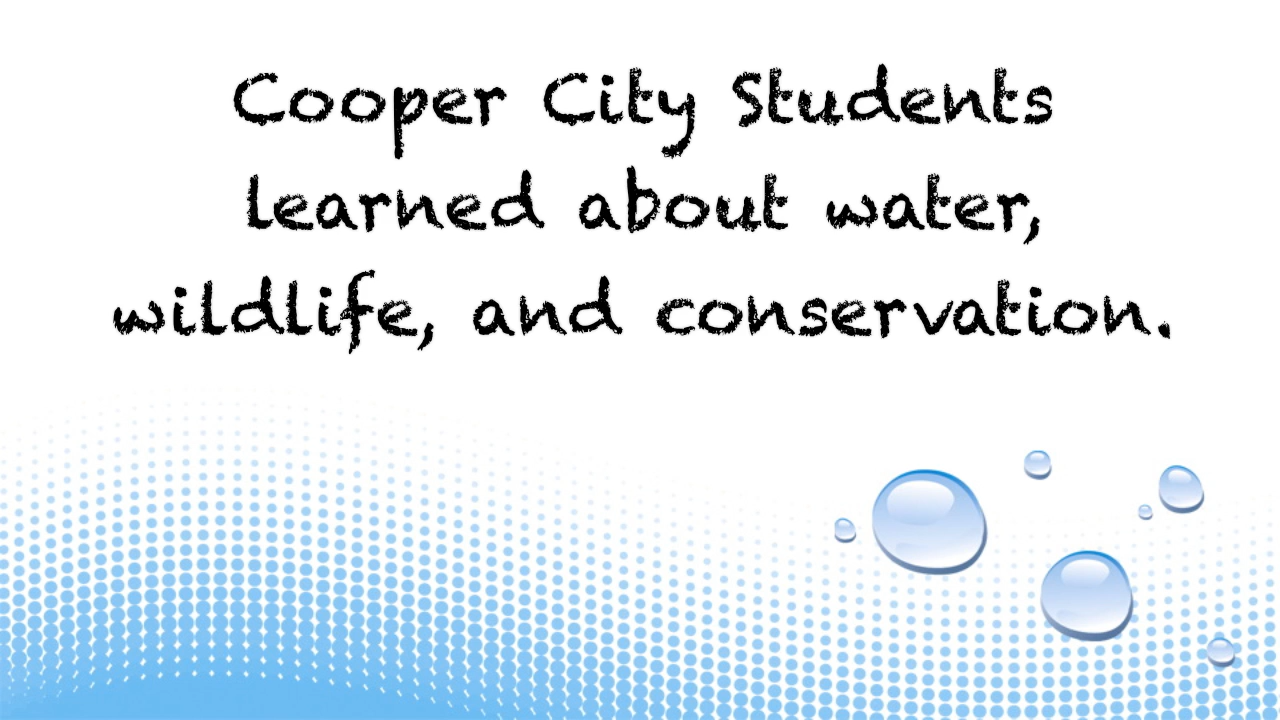 Cooper City Students
learned about water,
wildlife, and conservation.